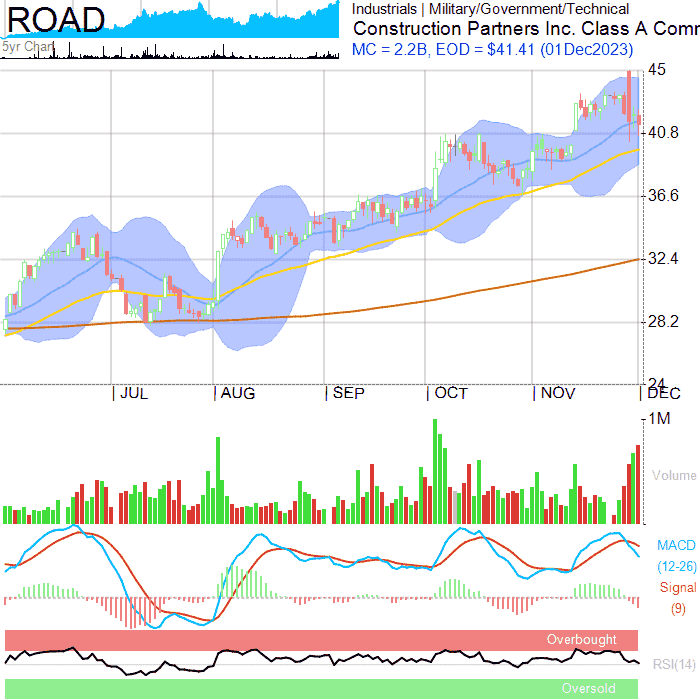 ROAD
5yr Chart
Industrials | Military/Government/Technical
Construction Partners Inc. Class A Comm
MC = 2.2B, EOD = $41.41 (01Dec2023)
45
40.8
36.6
32.4
28.2
24
JUL AUG SEP OCT NOV DEC
1M
Volume
MACD
(12-26)
Signal
(9)
Overbought
RSI(14)
Oversold